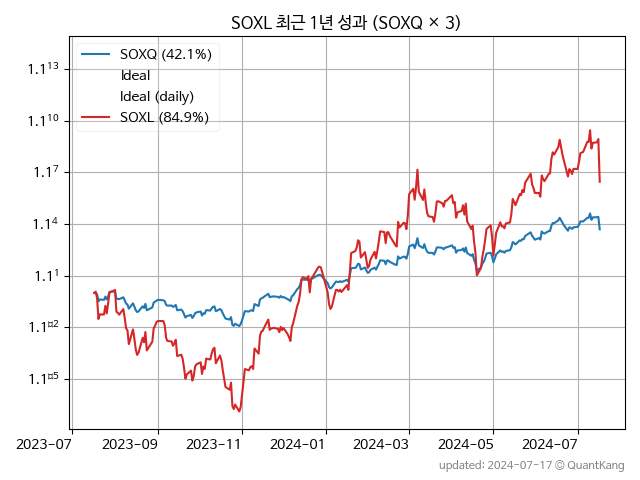 SOXL 최근 1년 성과 (SOXQ × 3)
SOXQ (42.1%)
Ideal
Ideal (daily)
SOXL (84.9%)
1.1¹³
1.1¹⁰
1.1⁷
1.1⁴
1.1¹
1.1¤²
1.1¤⁵
2023-07
2023-09
2023-11
2024-01
2024-03
2024-05
2024-07
updated: 2024-07-17 © QuantKang